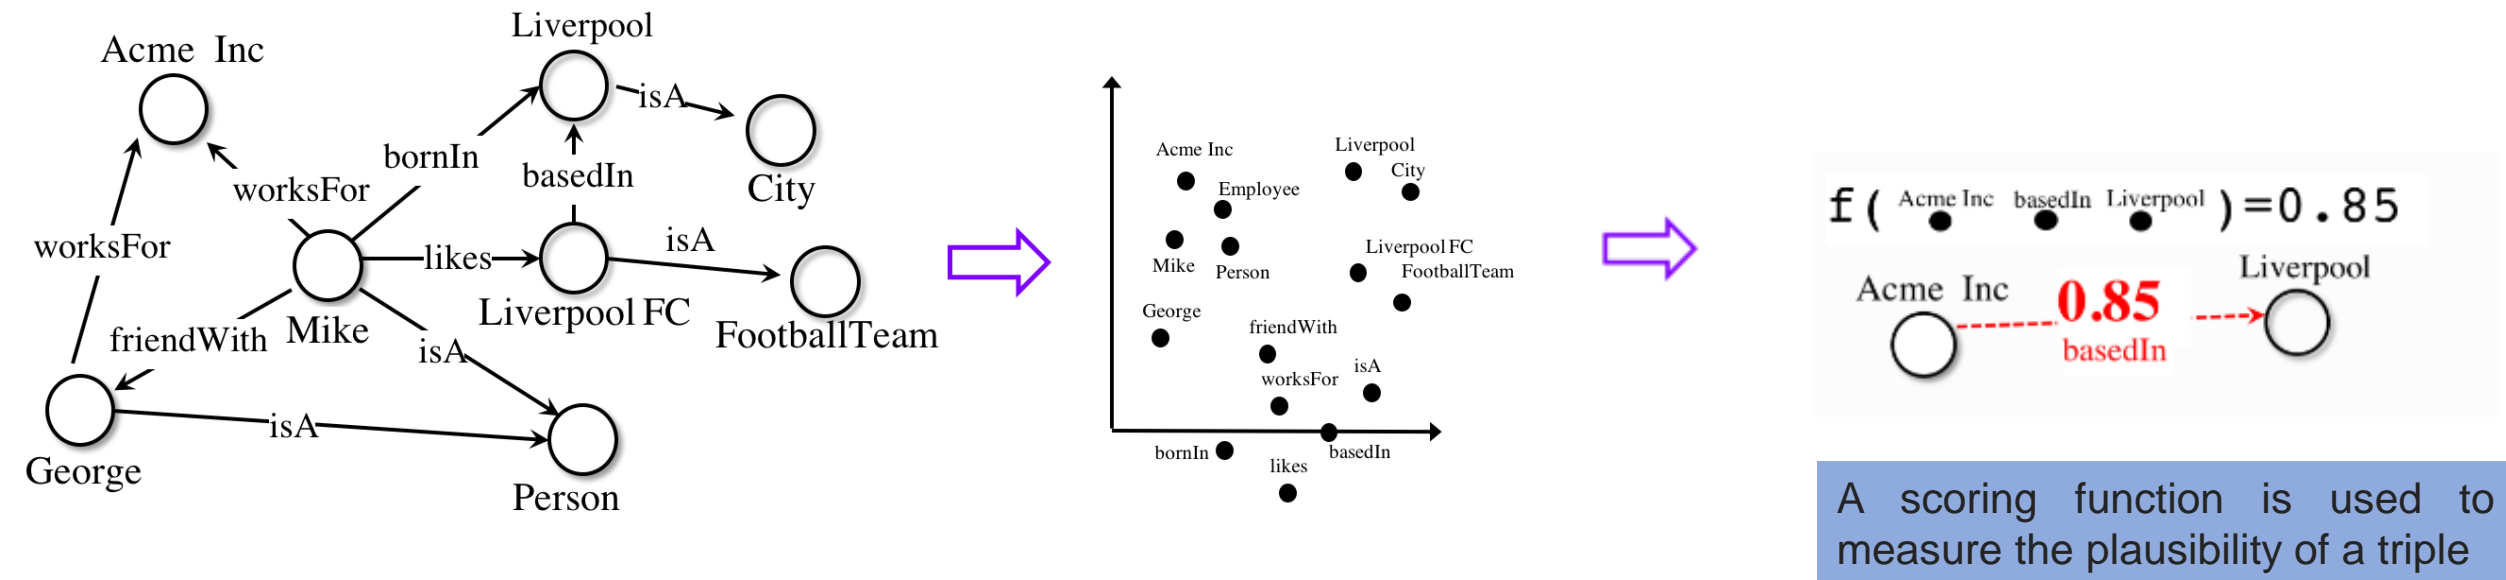 Liverpool
Acme Inc
isA
bornIn
City
basedIn
worksFor
worksFor
likes
isA
Liverpool FC
FootballTeam
Mike
friendWith
isA
isA
George
Person
Acme Inc
Employee
Liverpool
City
Mike
Person
Liverpool FC
FootballTeam
George
friendWith
worksFor
isA
bornIn
basedIn
likes
f( Acme Inc basedIn Liverpool )=0.85
Acme Inc
0.85
basedIn
Liverpool
A scoring function is used to
measure the plausibility of a triple